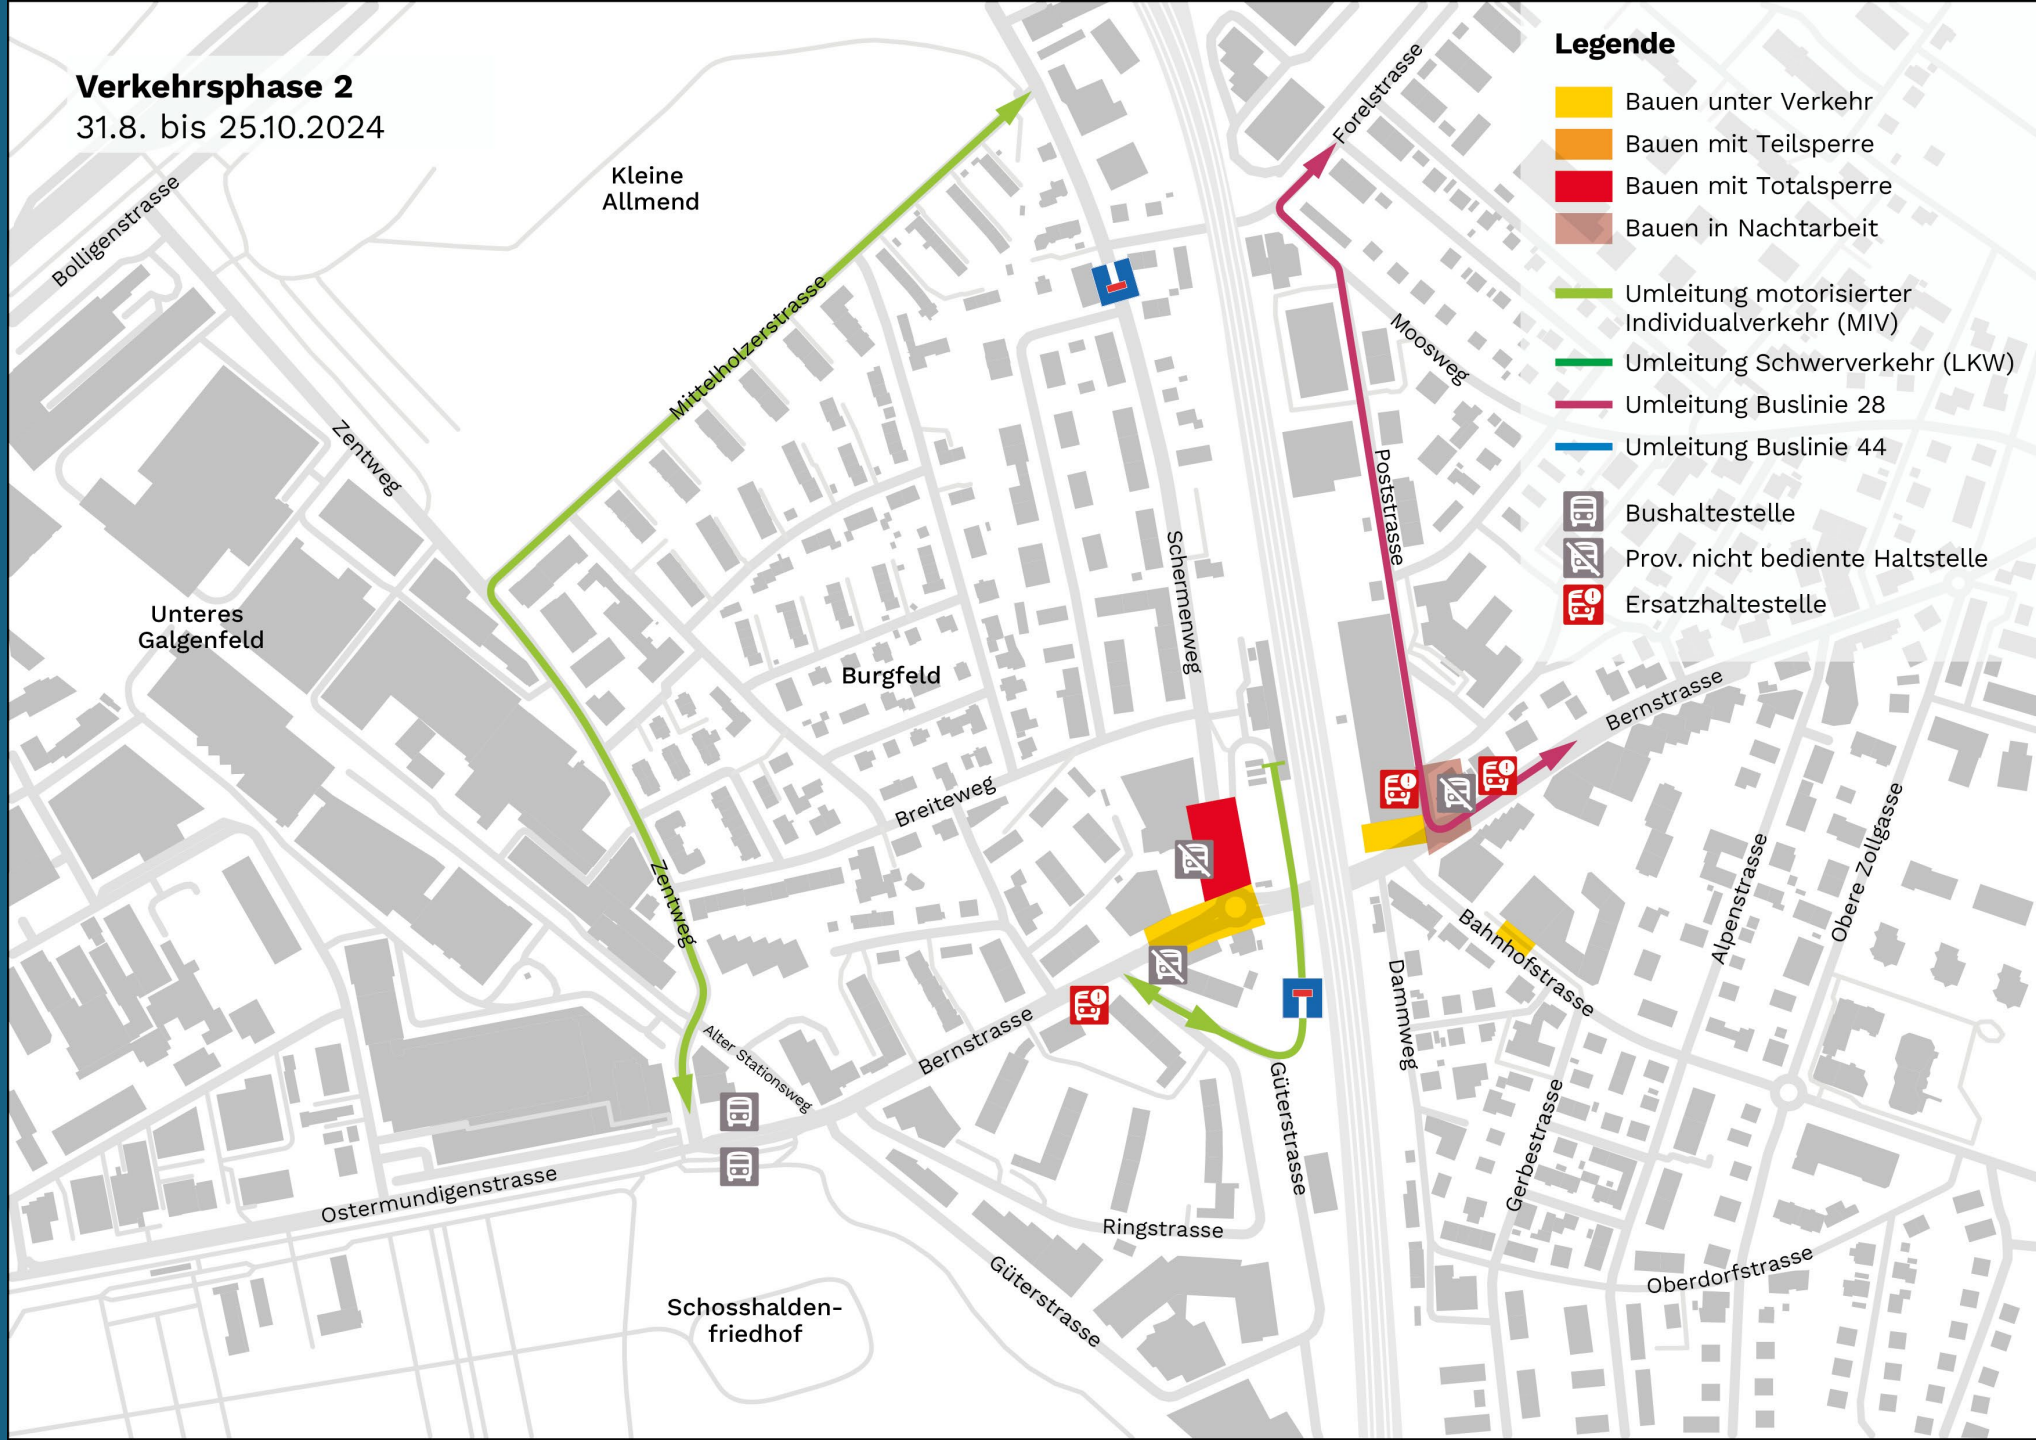 Verkehrsphase 2
31.8. bis 25.10.2024
Legende
Bauen unter Verkehr
Bauen mit Teilsperre
Bauen mit Totalsperre
Bauen in Nachtarbeit
Umleitung motorisierter
Individualverkehr (MIV)
Umleitung Schwerverkehr (LKW)
Umleitung Buslinie 28
Umleitung Buslinie 44
Bushaltestelle
Prov. nicht bediente Haltstelle
Ersatzhaltestelle
Forelstrasse
Kleine
Allmend
Bolligenstrasse
Mittelholzerstrasse
Moosweg
Zentweg
Poststrasse
Schermenweg
Unteres
Galgenfeld
Burgfeld
Bernstrasse
Breiteweg
Zentweg
Alpenstrasse
Obere Zollgasse
Bahnhofstrasse
Dammweg
Bernstrasse
Alter Stationsweg
Güterstrasse
Gerbestrasse
Ostermundigenstrasse
Ringstrasse
Güterstrasse
Oberdorfstrasse
Schosshalden-
friedhof